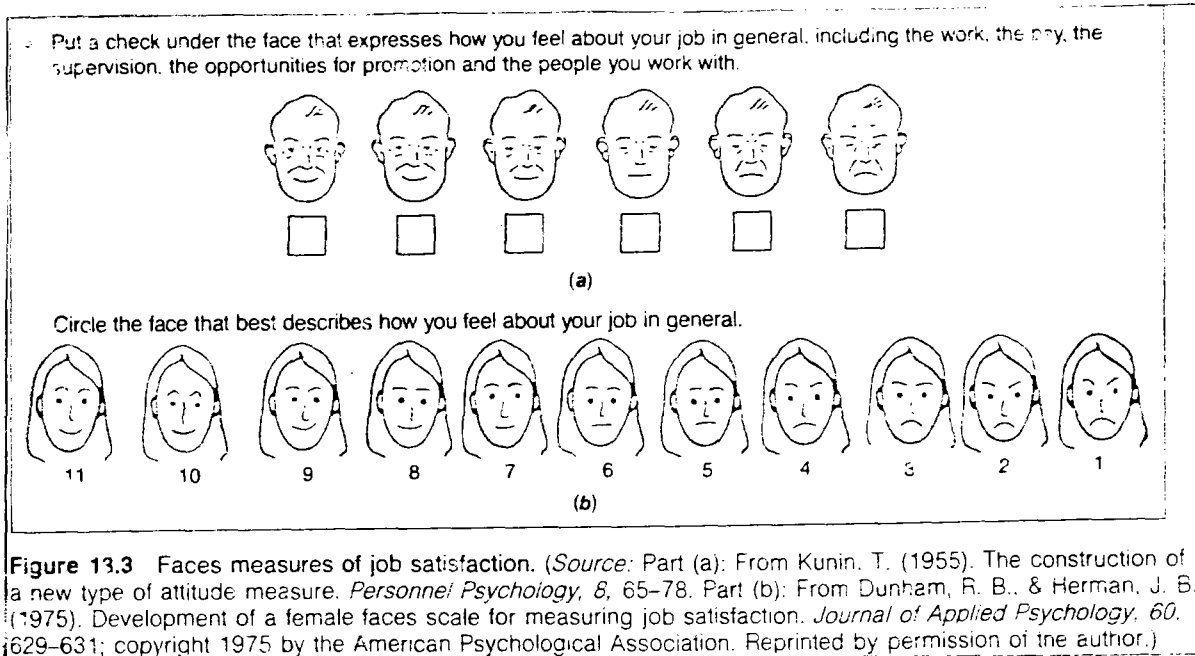 Put a check under the face that expresses how you feel about your job in general, including the work, the pay, the
supervision, the opportunities for promotion and the people you work with.
(a)
Circle the face that best describes how you feel about your job in general.
11 10 9 8 7 6 5 4 3 2 1
(b)
Figure 13.3 Faces measures of job satisfaction. (Source: Part (a): From Kunin. T. (1955). The construction of
a new type of attitude measure. Personnel Psychology, 8, 65–78. Part (b): From Dunham, R. B., & Herman, J. B.
(1975). Development of a female faces scale for measuring job satisfaction. Journal of Applied Psychology, 60.
629–631; copyright 1975 by the American Psychological Association. Reprinted by permission of the author.)